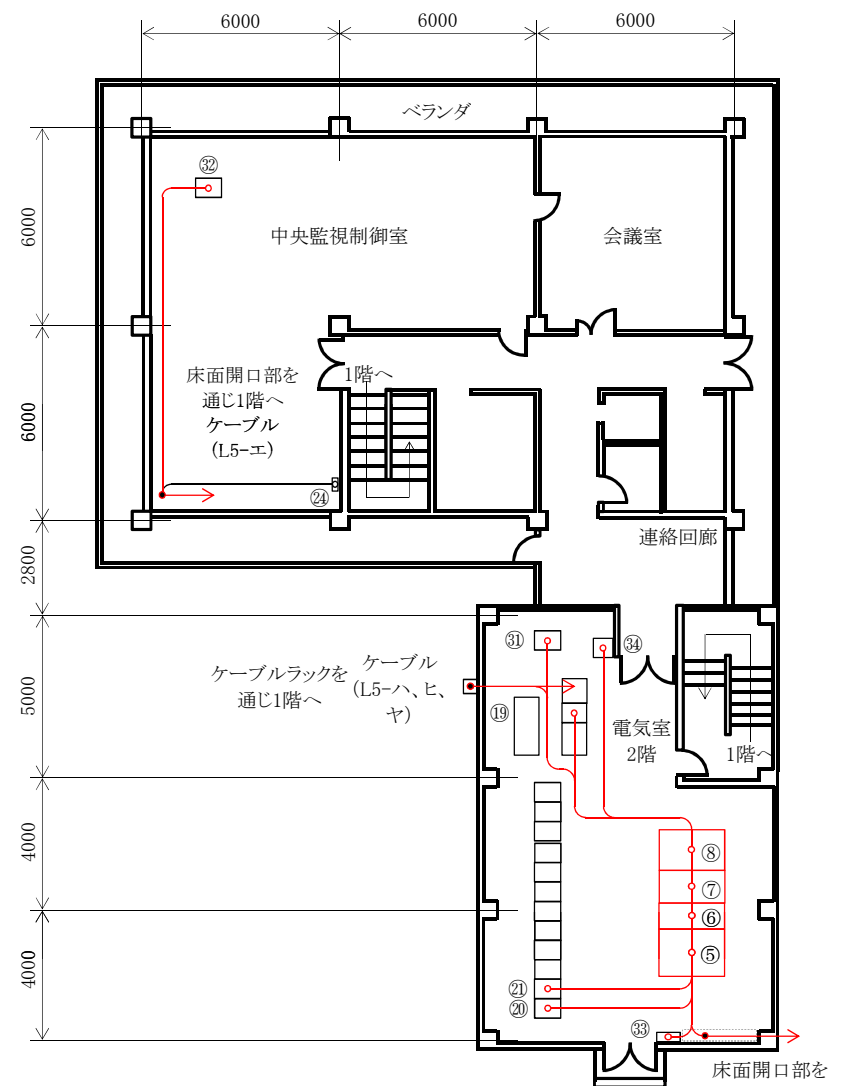 6000
6000
6000
ベランダ
㉜
6000
中央監視制御室
会議室
床面開口部を
通じ1階へ
ケーブル
(L5-エ)
1階へ
6000
㉔
連絡回廊
2800
㉛
㉞
ケーブルラックを
通じ1階へ
ケーブル
(L5-ハ、ヒ、
ヤ)
5000
⑲
電気室
2階
1階へ
4000
⑧
⑦
⑥
⑤
4000
㉑
⑳
㉝
床面開口部を